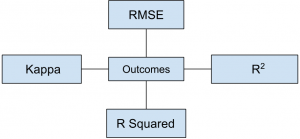 RMSE
Kappa
Outcomes
R²
R Squared